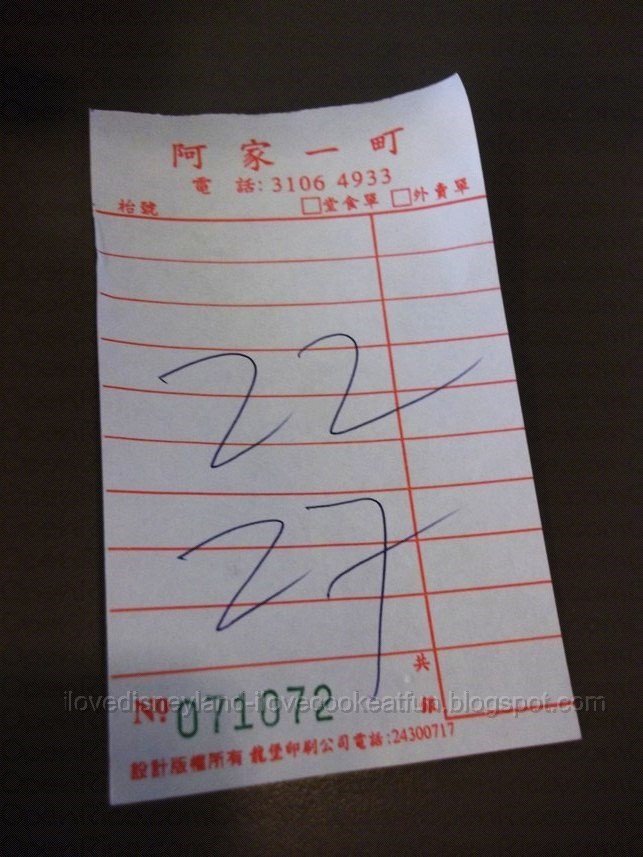 阿家一町
電話: 3106 4933
枱號 □堂食單 □外賣單
22
27
共
銀
No. 071072
ilovedisneyland-ilovecookeatfun.blogspot.com
設計版權所有 龍堡印刷公司電話:24300717